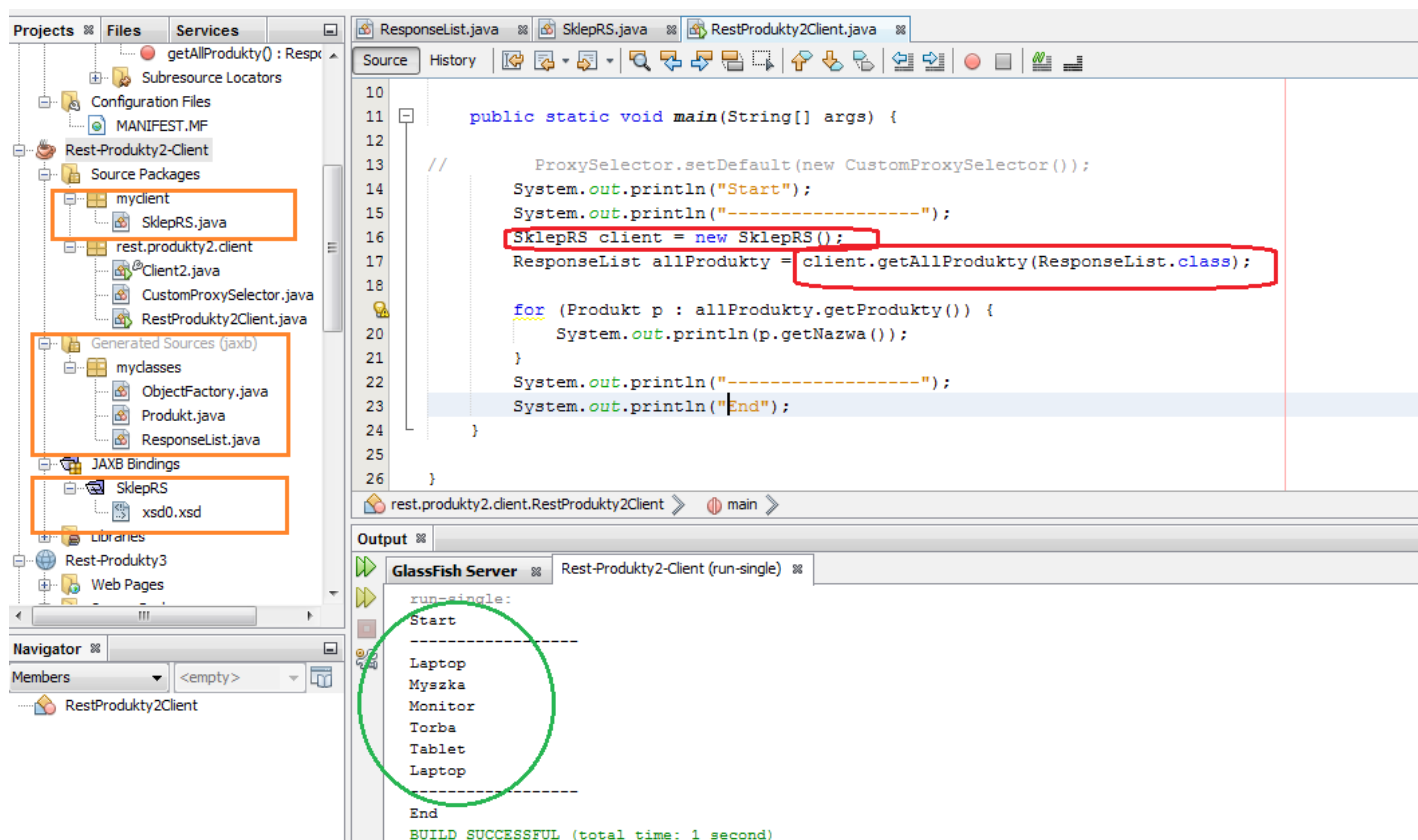 Projects Files Services
getAllProdukty() : Respo
Subresource Locators
Configuration Files
MANIFEST.MF
Rest-Produkty2-Client
Source Packages
myclient
SklepRS.java
rest.produkty2.client
Client2.java
CustomProxySelector.java
RestProdukty2Client.java
Generated Sources (jaxb)
myclasses
ObjectFactory.java
Produkt.java
ResponseList.java
JAXB Bindings
SklepRS
xsd0.xsd
Libraries
Rest-Produkty3
Web Pages
Navigator
Members <empty>
RestProdukty2Client
ResponseList.java SklepRS.java RestProdukty2Client.java
Source History
10
11 public static void main(String[] args) {
12
13 // ProxySelector.setDefault(new CustomProxySelector());
14 System.out.println("Start");
15 System.out.println("------------------");
16 SklepRS client = new SklepRS();
17 ResponseList allProdukty = client.getAllProdukty(ResponseList.class);
18
for (Produkt p : allProdukty.getProdukty()) {
20 System.out.println(p.getNazwa());
21 }
22 System.out.println("------------------");
23 System.out.println("End");
24 }
25
26 }
rest.produkty2.client.RestProdukty2Client main
Output
GlassFish Server Rest-Produkty2-Client (run-single)
run-single:
Start
------------------
Laptop
Myszka
Monitor
Torba
Tablet
Laptop
------------------
End
BUILD SUCCESSFUL (total time: 1 second)